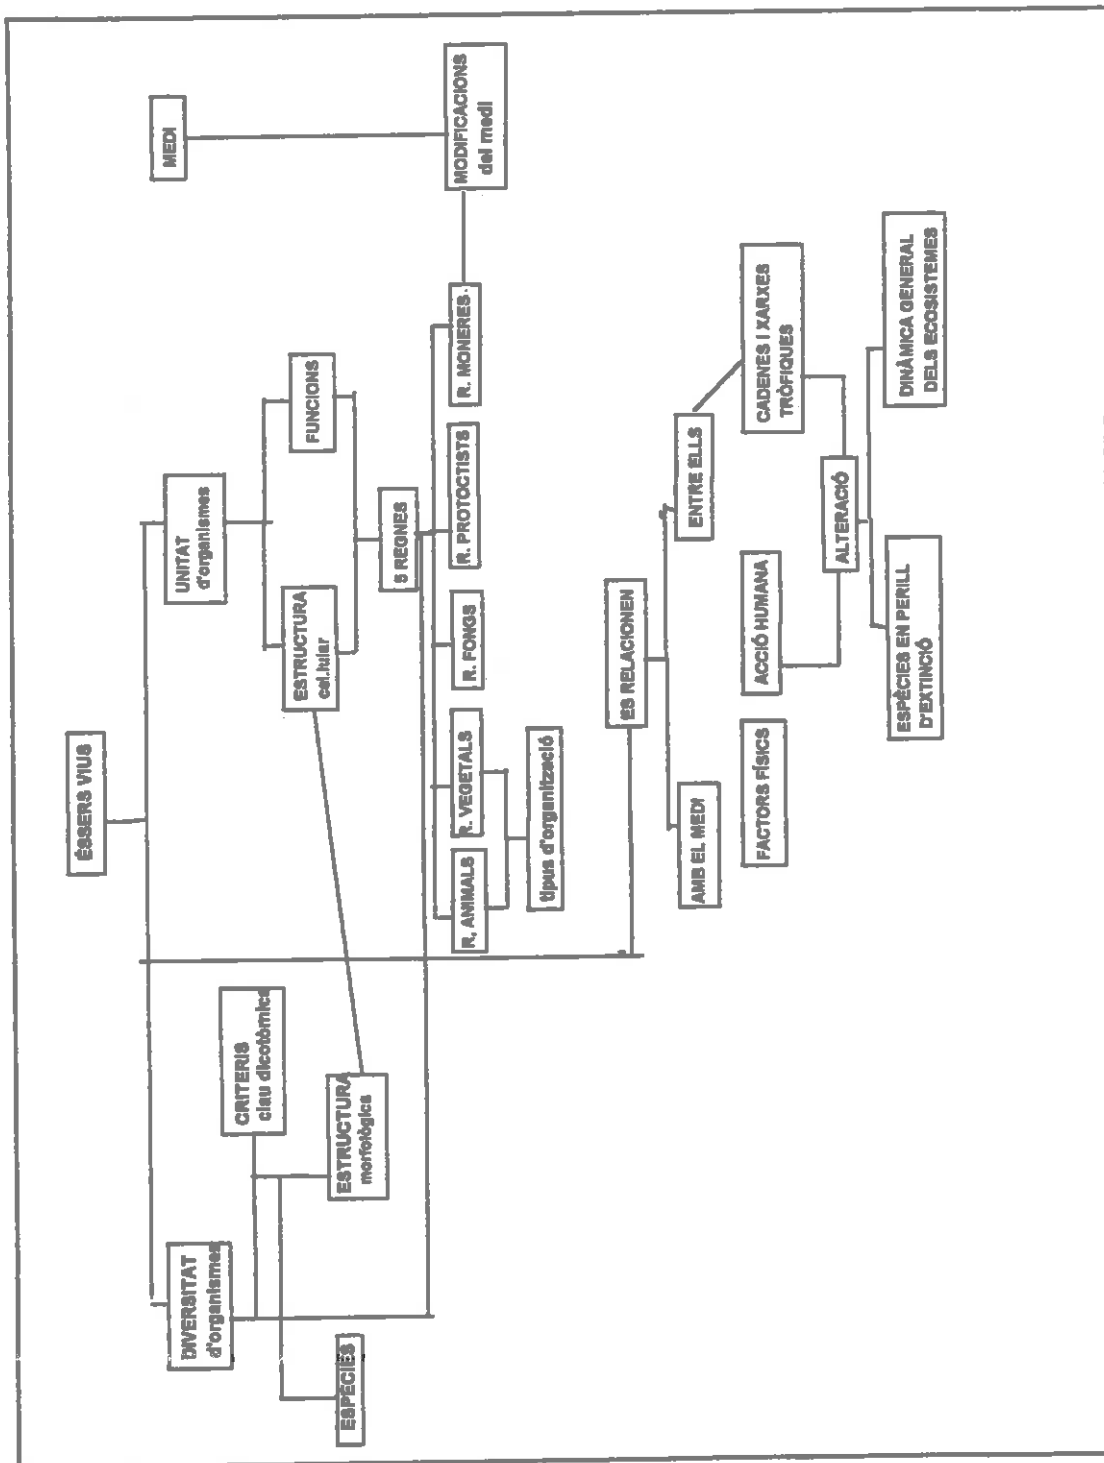 ÉSSERS VIUS
MEDI
DIVERSITAT
d'organismes
UNITAT
d'organismes
CRITERIS
clau dicotòmica
ESTRUCTURA
cel.lular
FUNCIONS
ESPÈCIES
ESTRUCTURA
morfològica
5 REGNES
R. ANIMALS
R. VEGETALS
R. FONGS
R. PROTOCTISTS
R. MONERES
MODIFICACIONS
del medi
tipus d'organització
ES RELACIONEN
AMB EL MEDI
ENTRE ELLS
FACTORS FÍSICS
ACCIÓ HUMANA
CADENES I XARXES
TRÒFIQUES
ALTERACIÓ
ESPÈCIES EN PERILL
D'EXTINCIÓ
DINÀMICA GENERAL
DELS ECOSISTEMES